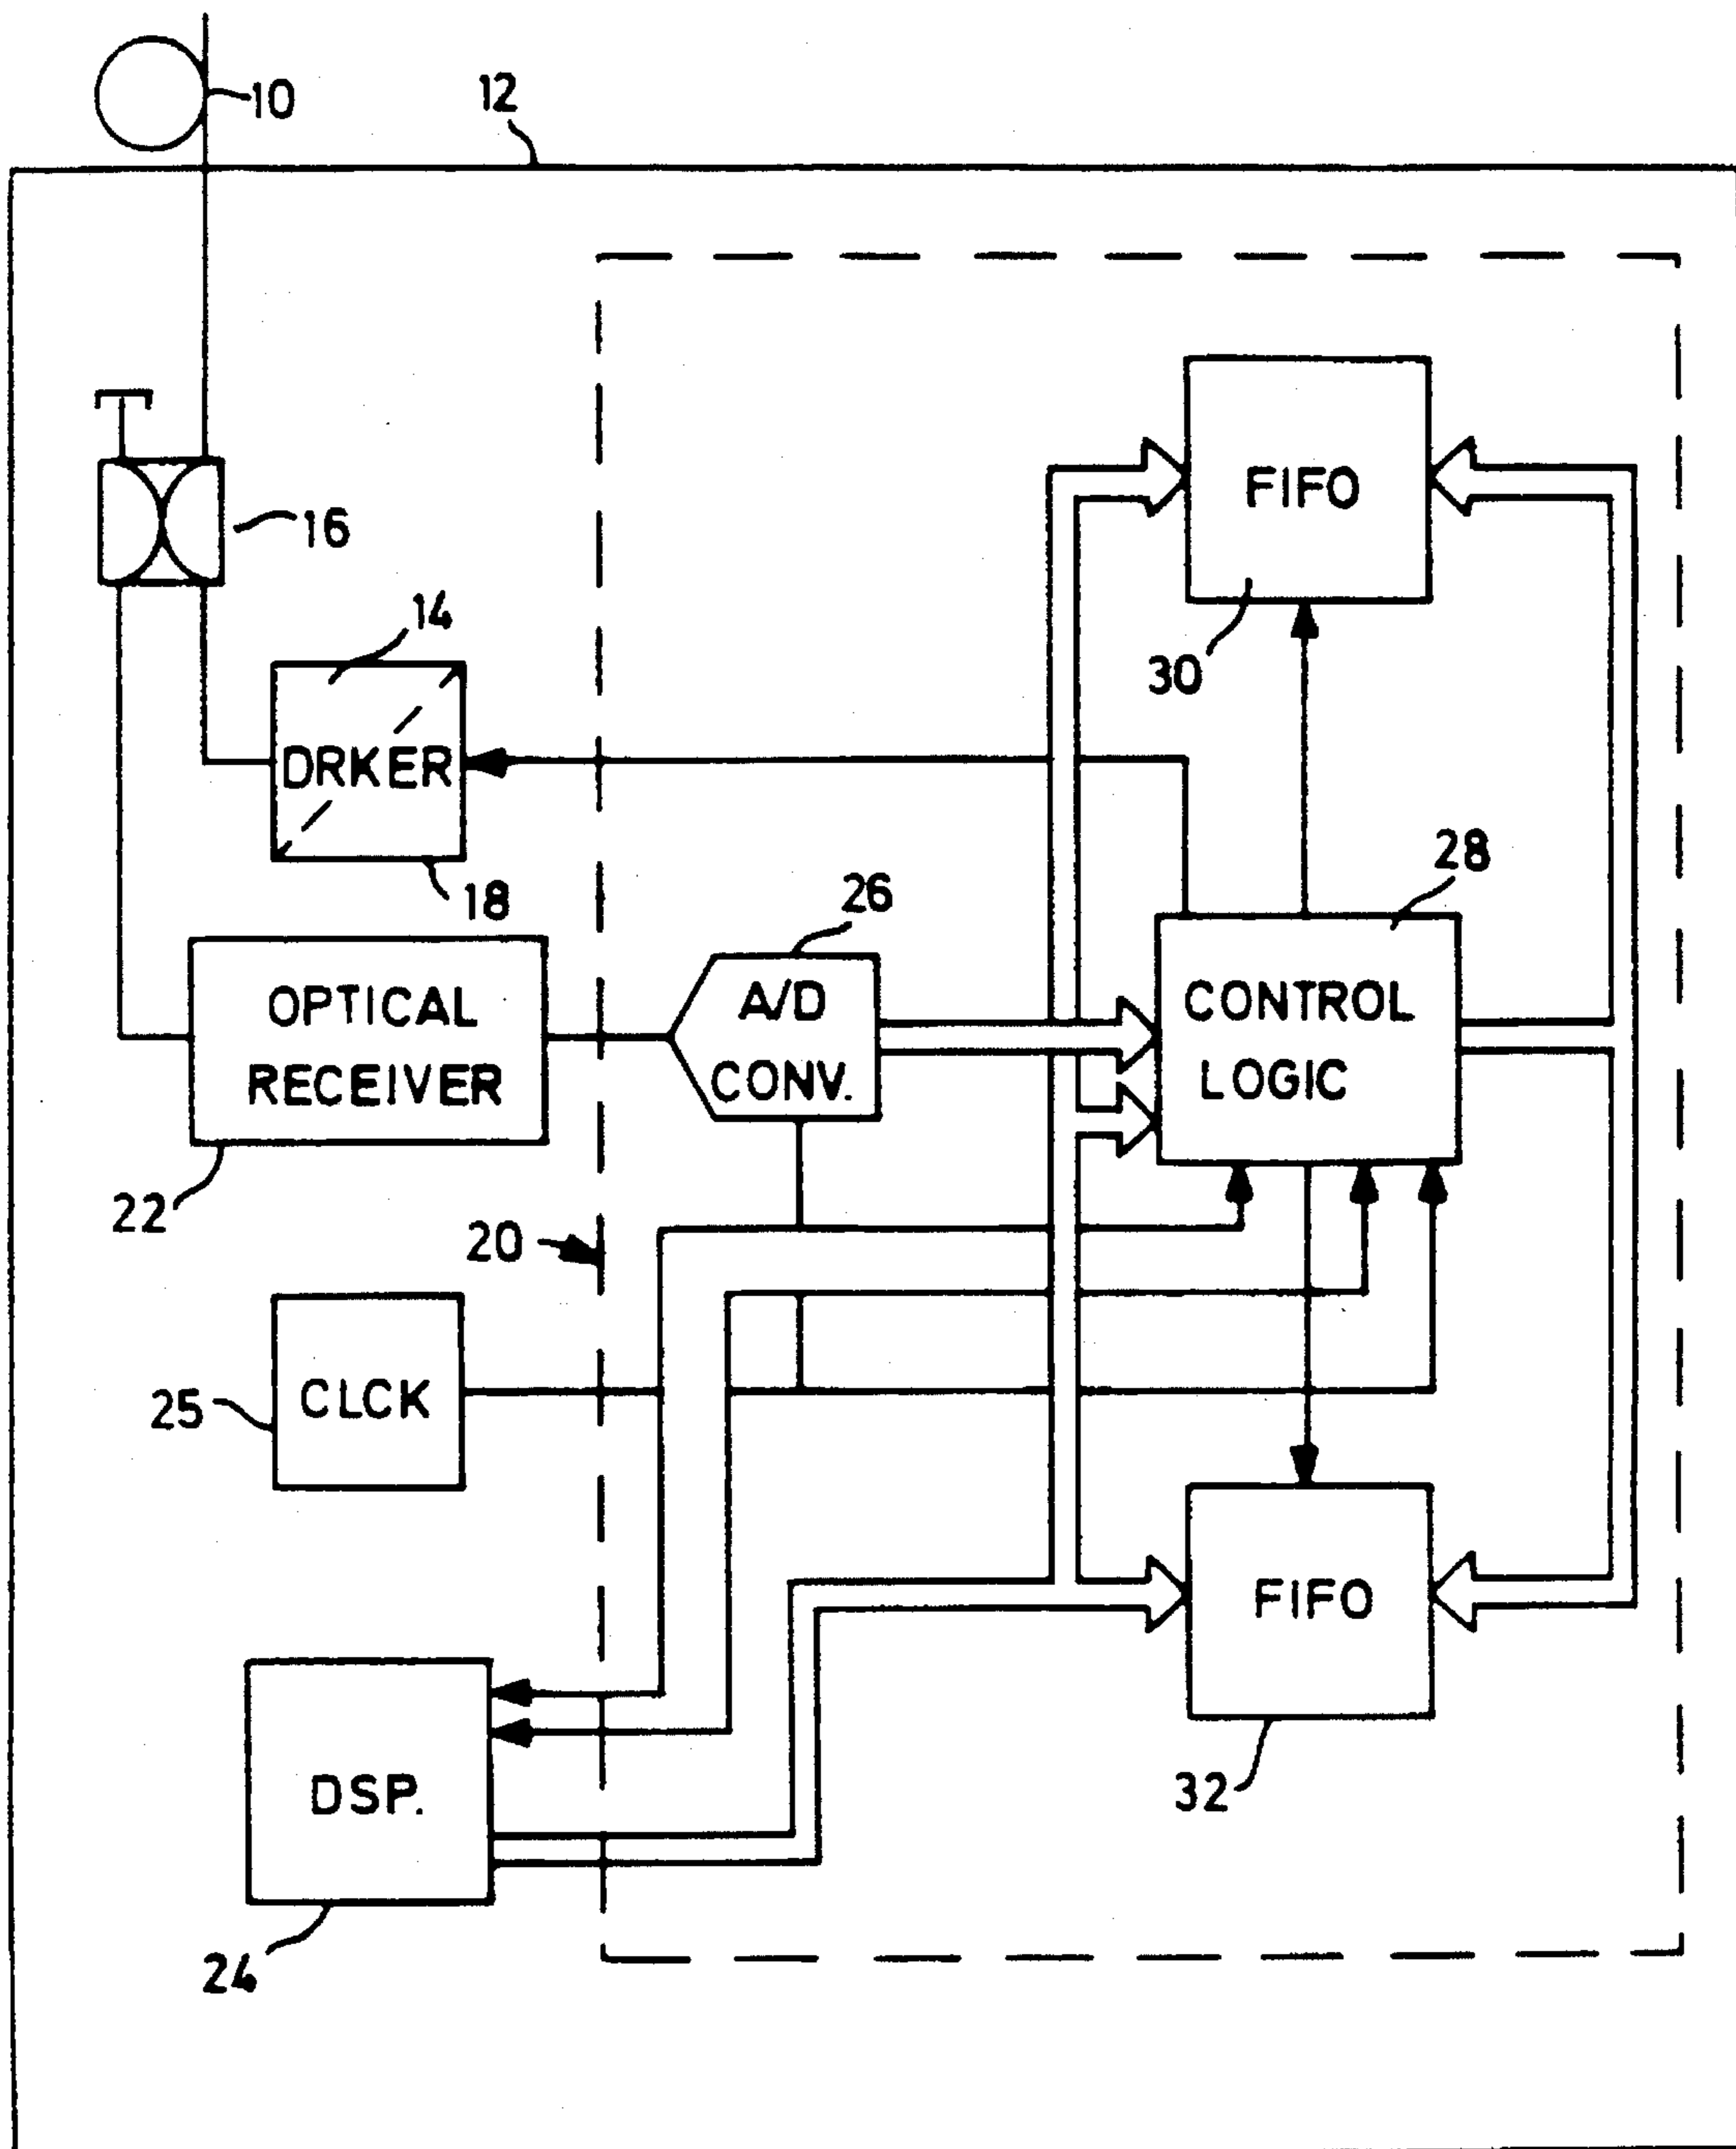 10
12
FIFO
16
14
30
DRKER
28
26
18
OPTICAL
RECEIVER
A/D
CONV.
CONTROL
LOGIC
22
20
25
CLCK
FIFO
DSP.
32
24